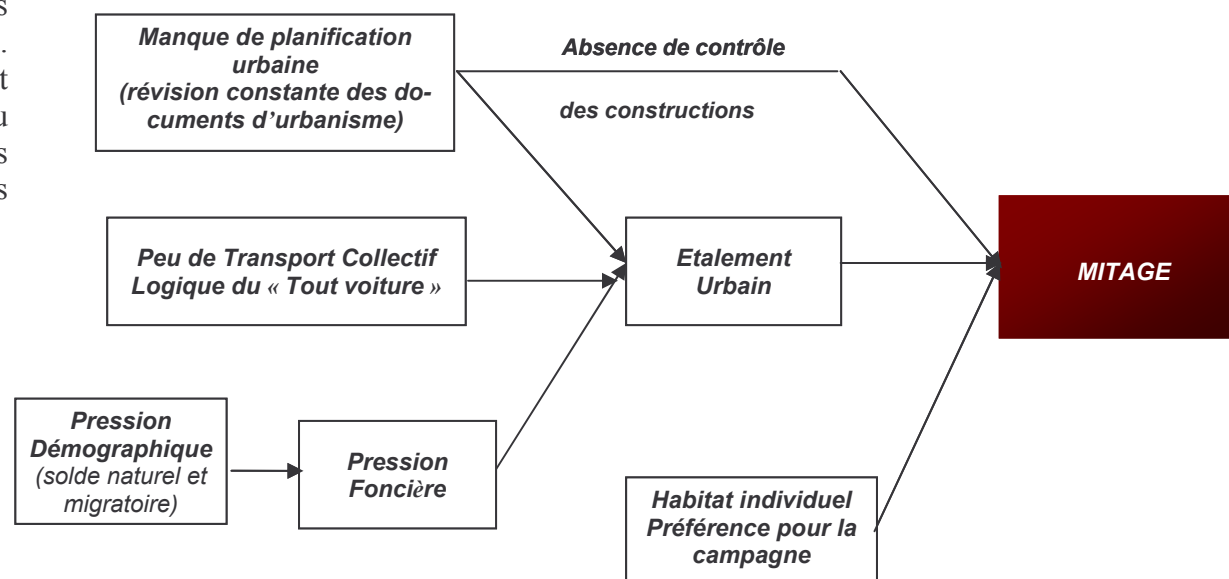 s
.
t
u
s
s
Manque de planification
urbaine
(révision constante des do-
cuments d'urbanisme)
Absence de contrôle
des constructions
Peu de Transport Collectif
Logique du « Tout voiture »
Etalement
Urbain
MITAGE
Pression
Démographique
(solde naturel et
migratoire)
Pression
Foncière
Habitat individuel
Préférence pour la
campagne